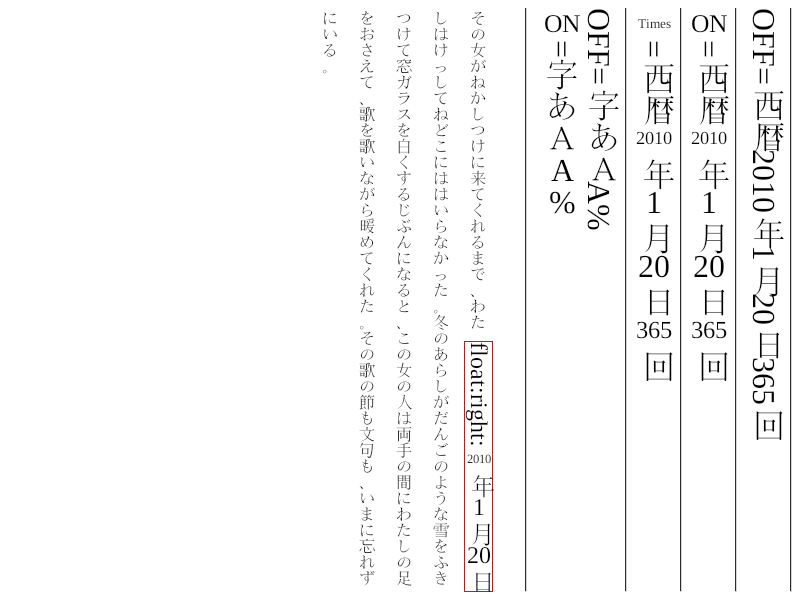 OFF=西暦2010年1月20日365回
ON=西暦2010年1月20日365回
Times=西暦2010年1月20日365回
OFF=字あＡA%
ON=字あＡA%
float:right:2010年1月20日
その女がねかしつけに来てくれるまで、わた
しはけっしてねどこにははいらなかった。冬のあらしがだんごのような雪をふき
つけて窓ガラスを白くするじぶんになると、この女の人は両手の間にわたしの足
をおさえて、歌を歌いながら暖めてくれた。その歌の節も文句も、いまに忘れず
にいる。